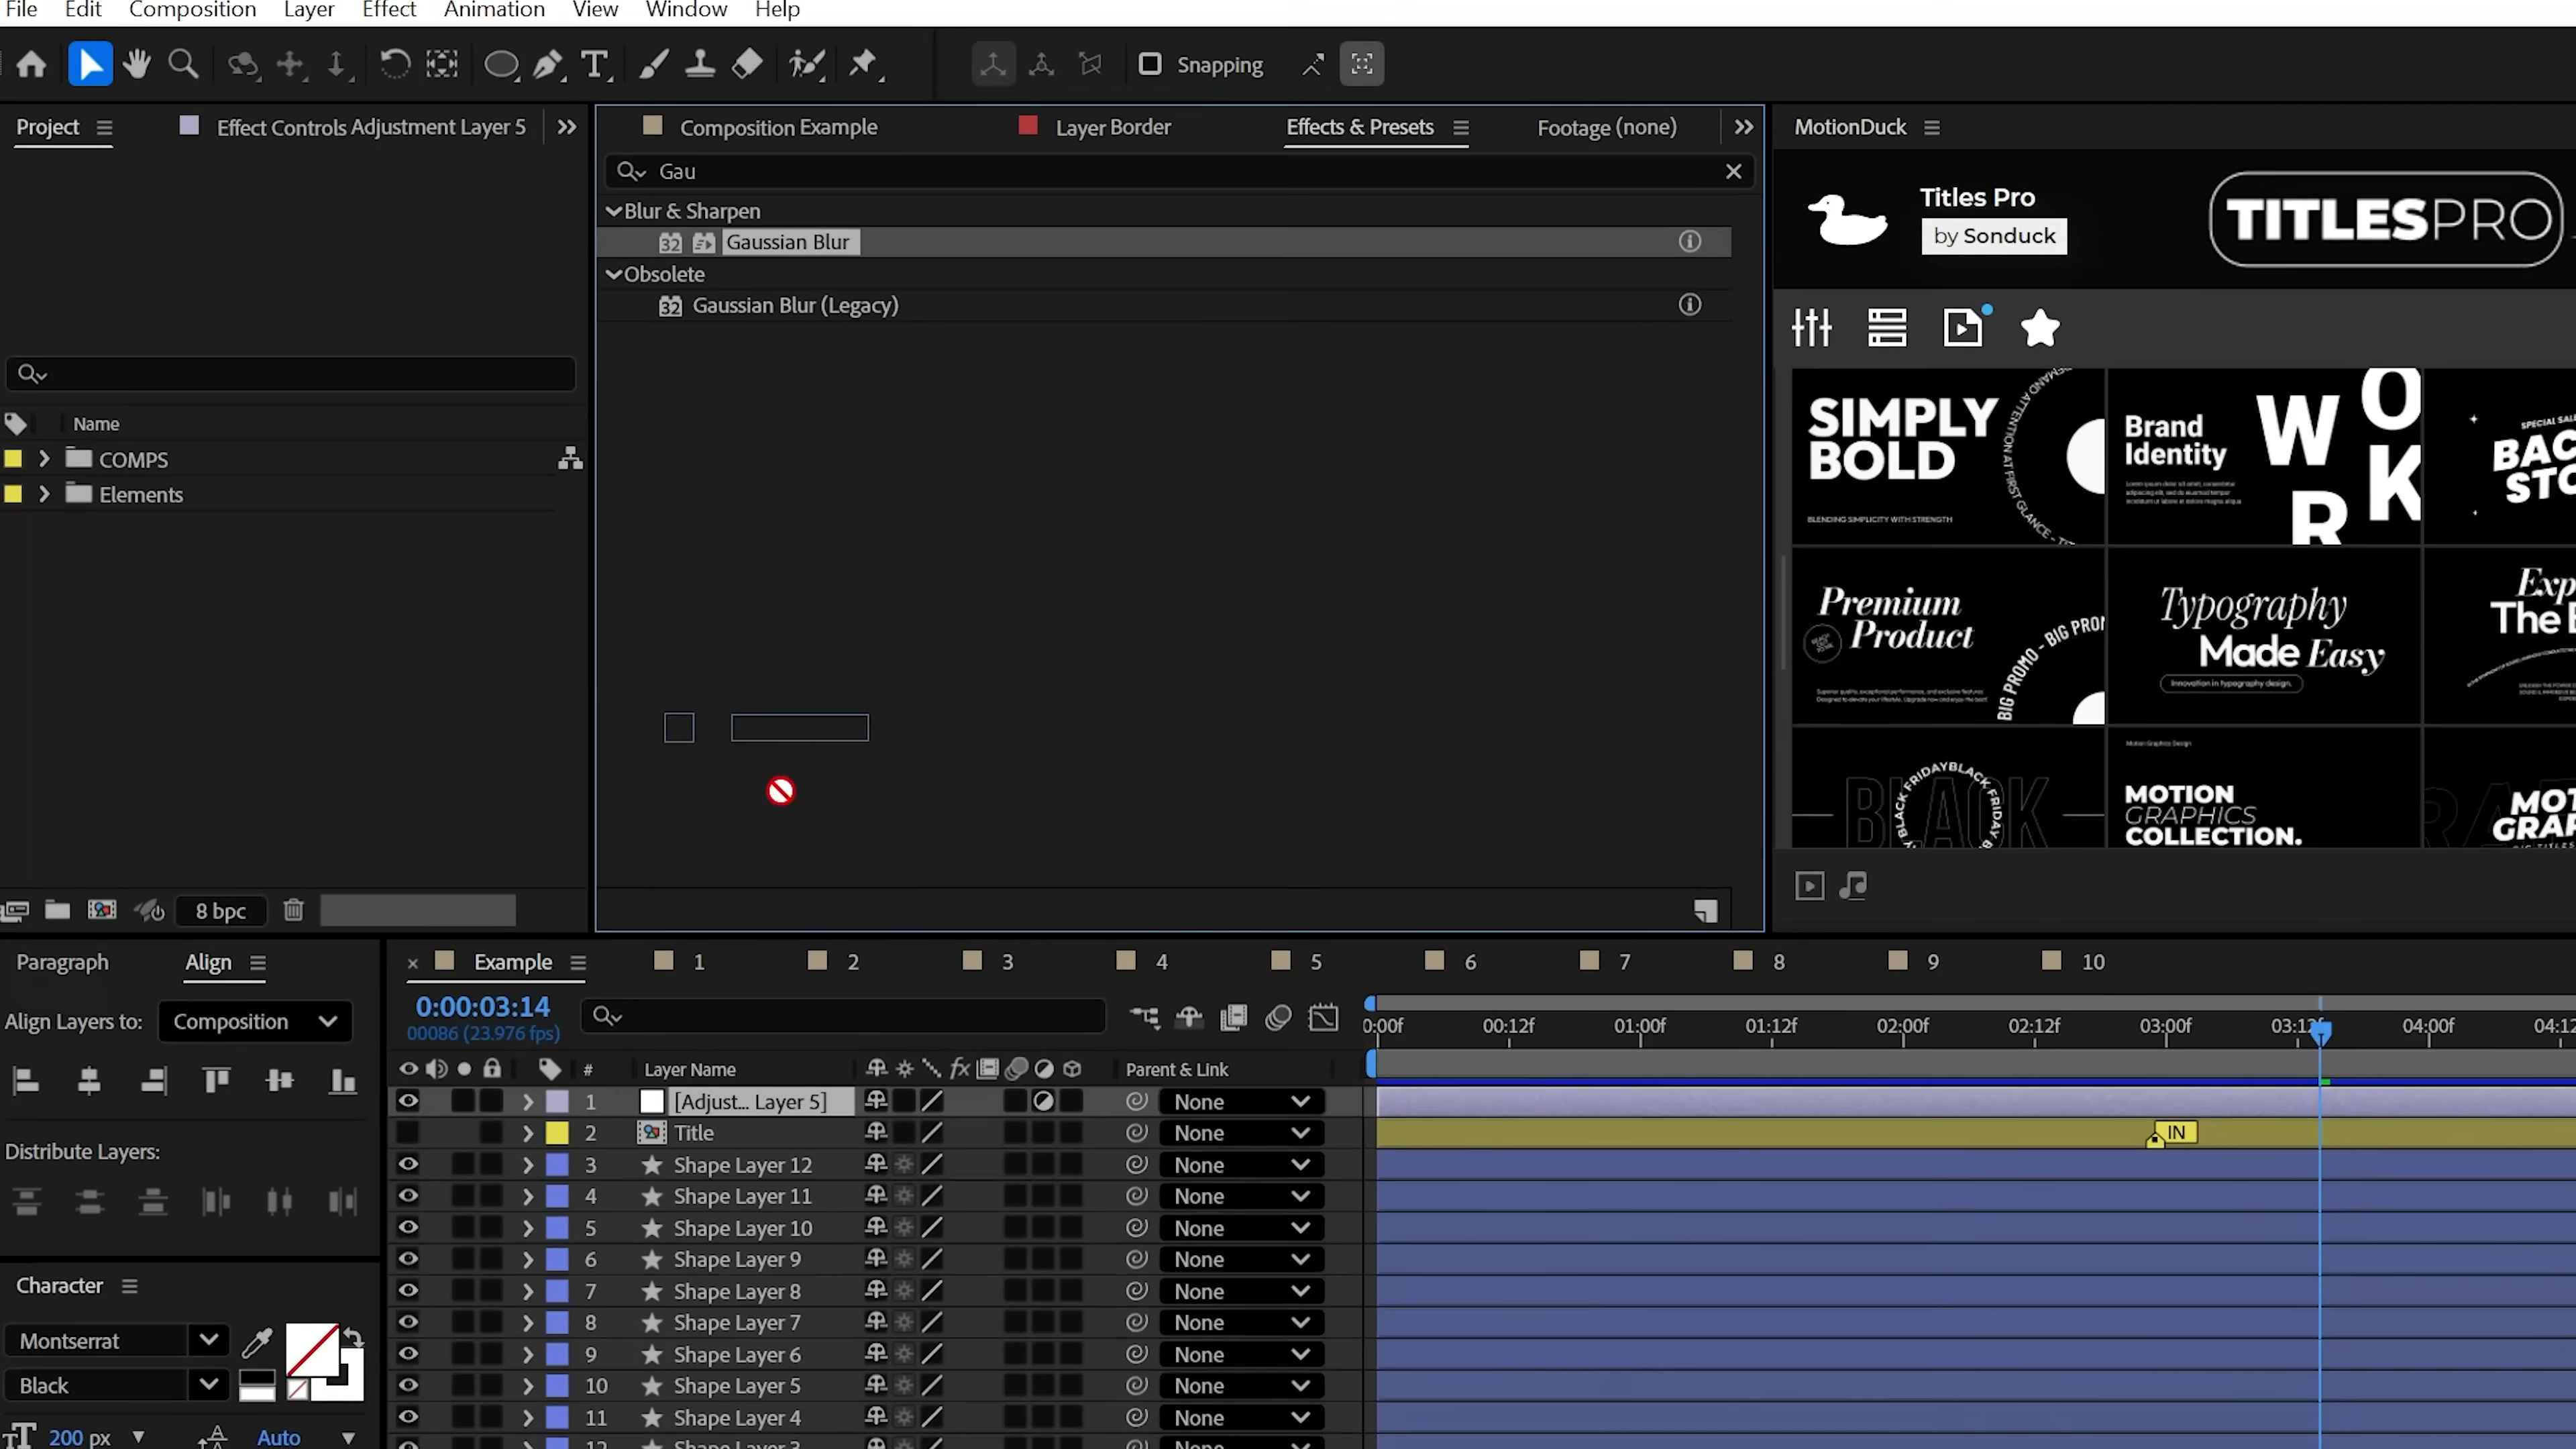 File Edit Composition Layer Effect Animation View Window Help
Snapping
Project
Effect Controls Adjustment Layer 5
Composition Example
Layer Border
Effects & Presets
Footage (none)
MotionDuck
Gau
Blur & Sharpen
32 Gaussian Blur
Obsolete
32 Gaussian Blur (Legacy)
Titles Pro
by Sonduck
TITLESPRO
Name
COMPS
Elements
SIMPLY
BOLD
BLENDING SIMPLICITY WITH STRENGTH
Brand
Identity
W
O
R
K
SPECIAL SAL
BAC
STO
Premium
Product
BIG PROMO - BIG PROM
Typography
Made Easy
Innovation in typography design.
Exp
The E
BLACK
BLACK FRIDAY
Motion Graphics Design
MOTION
GRAPHICS
COLLECTION.
MOT
GRAP
8 bpc
Paragraph
Align
Align Layers to: Composition
Distribute Layers:
Character
Montserrat
Black
200 px
Auto
Example 1 2 3 4 5 6 7 8 9 10
0:00:03:14
00086 (23.976 fps)
0:00f 00:12f 01:00f 01:12f 02:00f 02:12f 03:00f 03:12f 04:00f 04:12
# Layer Name fx Parent & Link
1 [Adjust... Layer 5] None
2 Title None IN
3 Shape Layer 12 None
4 Shape Layer 11 None
5 Shape Layer 10 None
6 Shape Layer 9 None
7 Shape Layer 8 None
8 Shape Layer 7 None
9 Shape Layer 6 None
10 Shape Layer 5 None
11 Shape Layer 4 None
12 Shape Layer 3 None